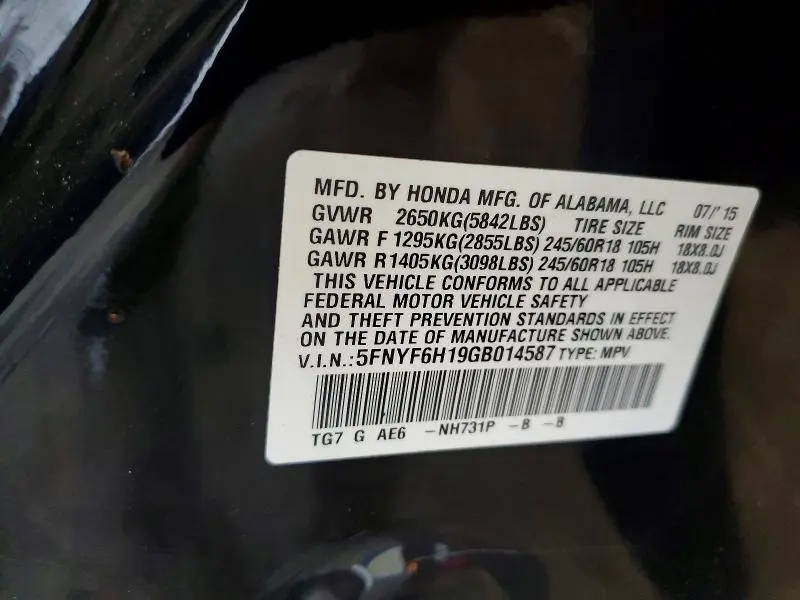 MFD. BY HONDA MFG. OF ALABAMA, LLC 07/'15
GVWR 2650KG(5842LBS) TIRE SIZE RIM SIZE
GAWR F 1295KG(2855LBS) 245/60R18 105H 18X8.0J
GAWR R1405KG(3098LBS) 245/60R18 105H 18X8.0J
THIS VEHICLE CONFORMS TO ALL APPLICABLE
FEDERAL MOTOR VEHICLE SAFETY
AND THEFT PREVENTION STANDARDS IN EFFECT
ON THE DATE OF MANUFACTURE SHOWN ABOVE.
V.I.N.:5FNYF6H19GB014587 TYPE: MPV
TG7 G AE6 -NH731P -B -B